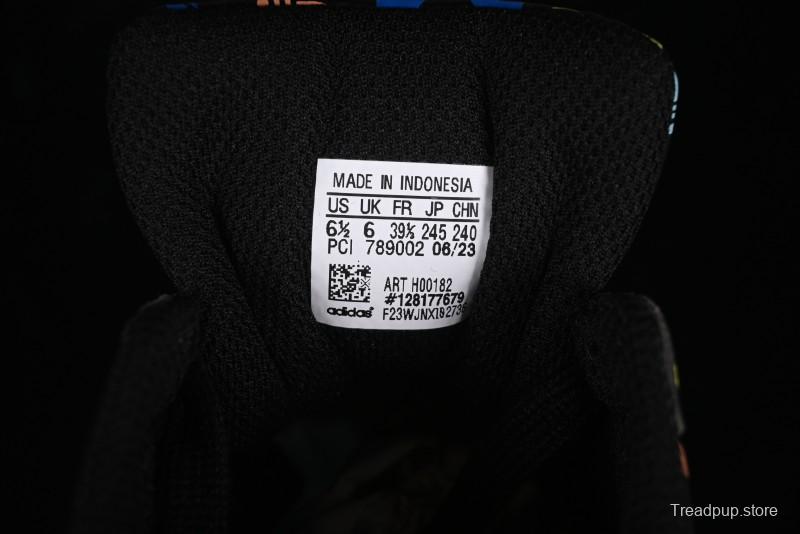 MADE IN INDONESIA
US UK FR JP CHN
6½ 6 39⅓ 245 240
PCI 789002 06/23
ART H00182
#128177679
adidas
Treadpup.store